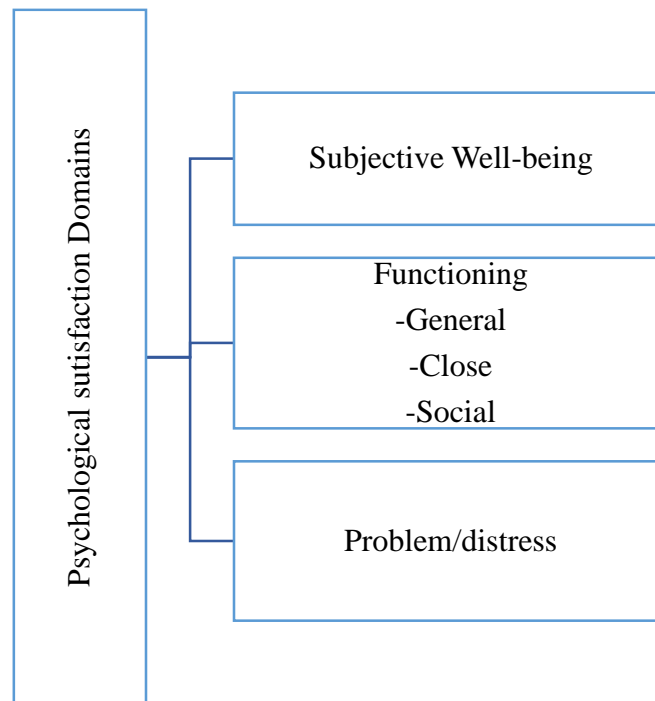 Psychological sutisfaction Domains
Subjective Well-being
Functioning
-General
-Close
-Social
Problem/distress